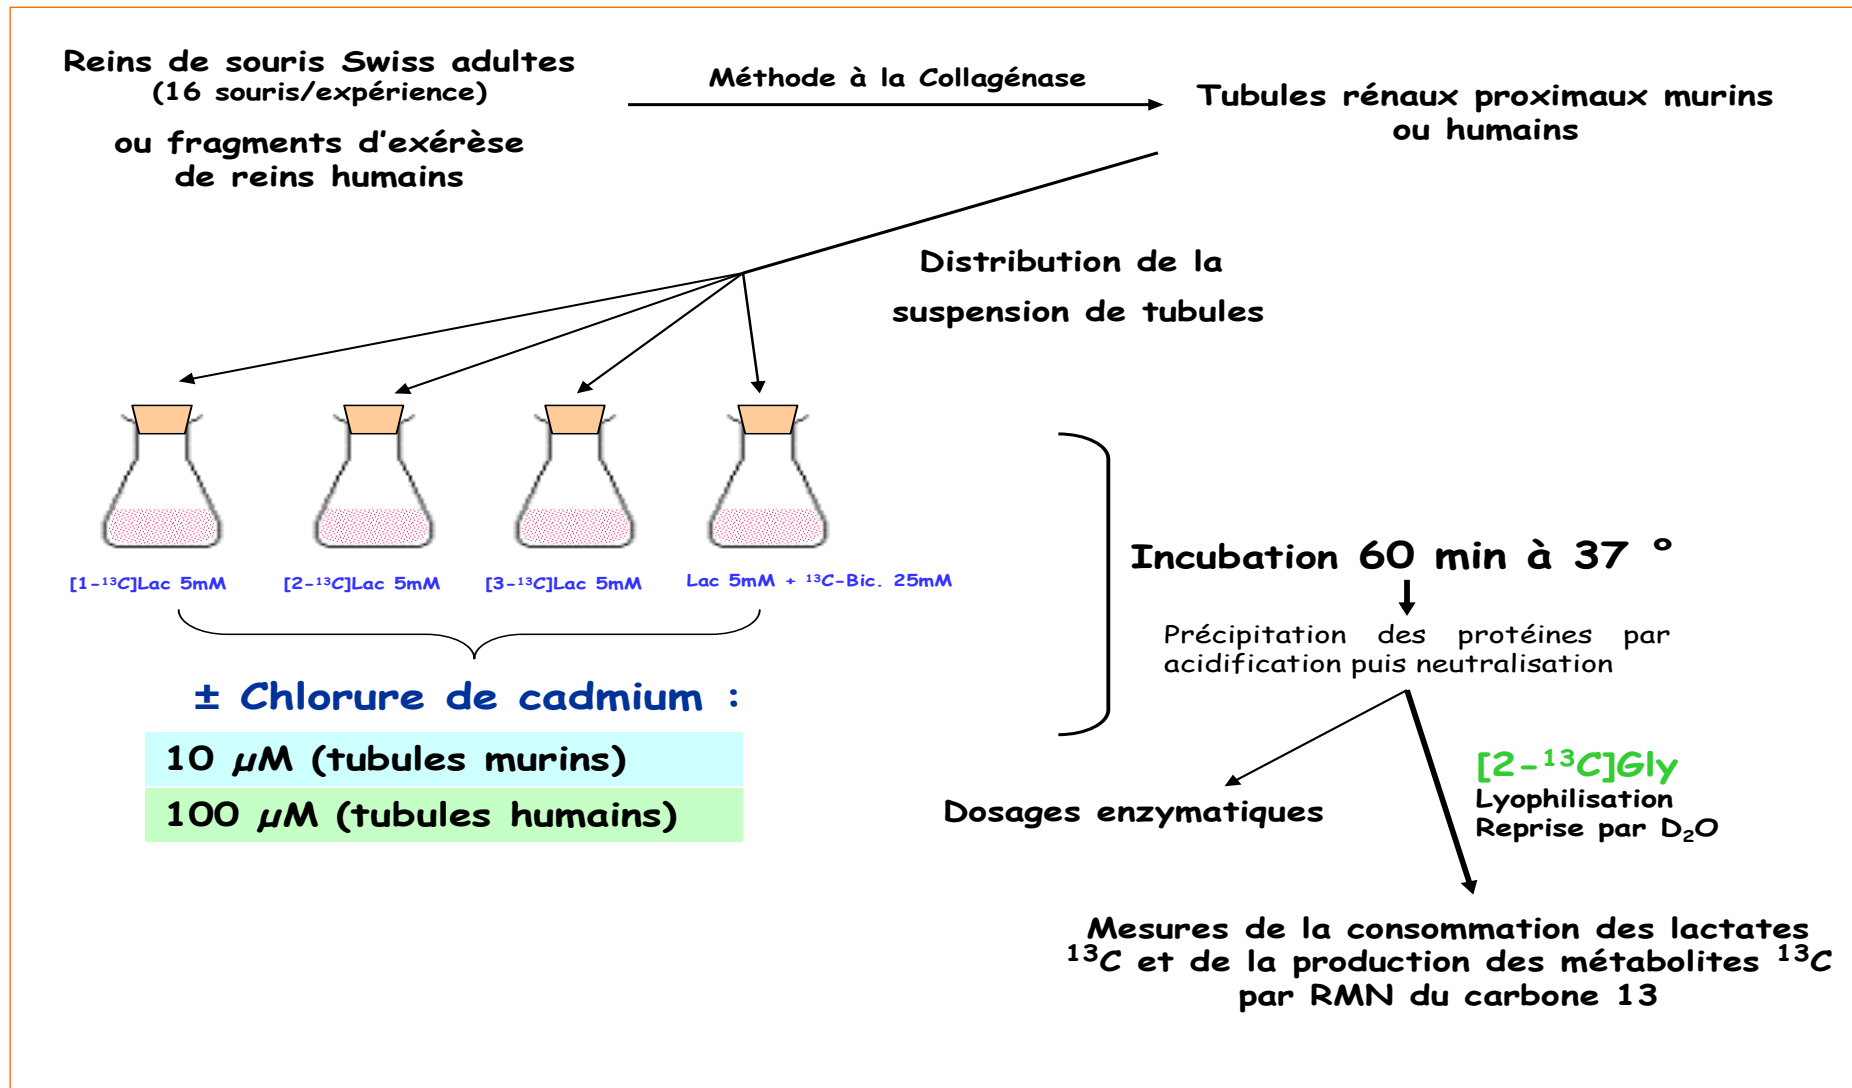 Reins de souris Swiss adultes
(16 souris/expérience)
ou fragments d'exérèse
de reins humains
Méthode à la Collagénase
Tubules rénaux proximaux murins
ou humains
Distribution de la
suspension de tubules
[1-¹³C]Lac 5mM
[2-¹³C]Lac 5mM
[3-¹³C]Lac 5mM
Lac 5mM + ¹³C-Bic. 25mM
± Chlorure de cadmium :
10 µM (tubules murins)
100 µM (tubules humains)
Incubation 60 min à 37 °
Précipitation des protéines par
acidification puis neutralisation
Dosages enzymatiques
[2-¹³C]Gly
Lyophilisation
Reprise par D₂O
Mesures de la consommation des lactates
¹³C et de la production des métabolites ¹³C
par RMN du carbone 13